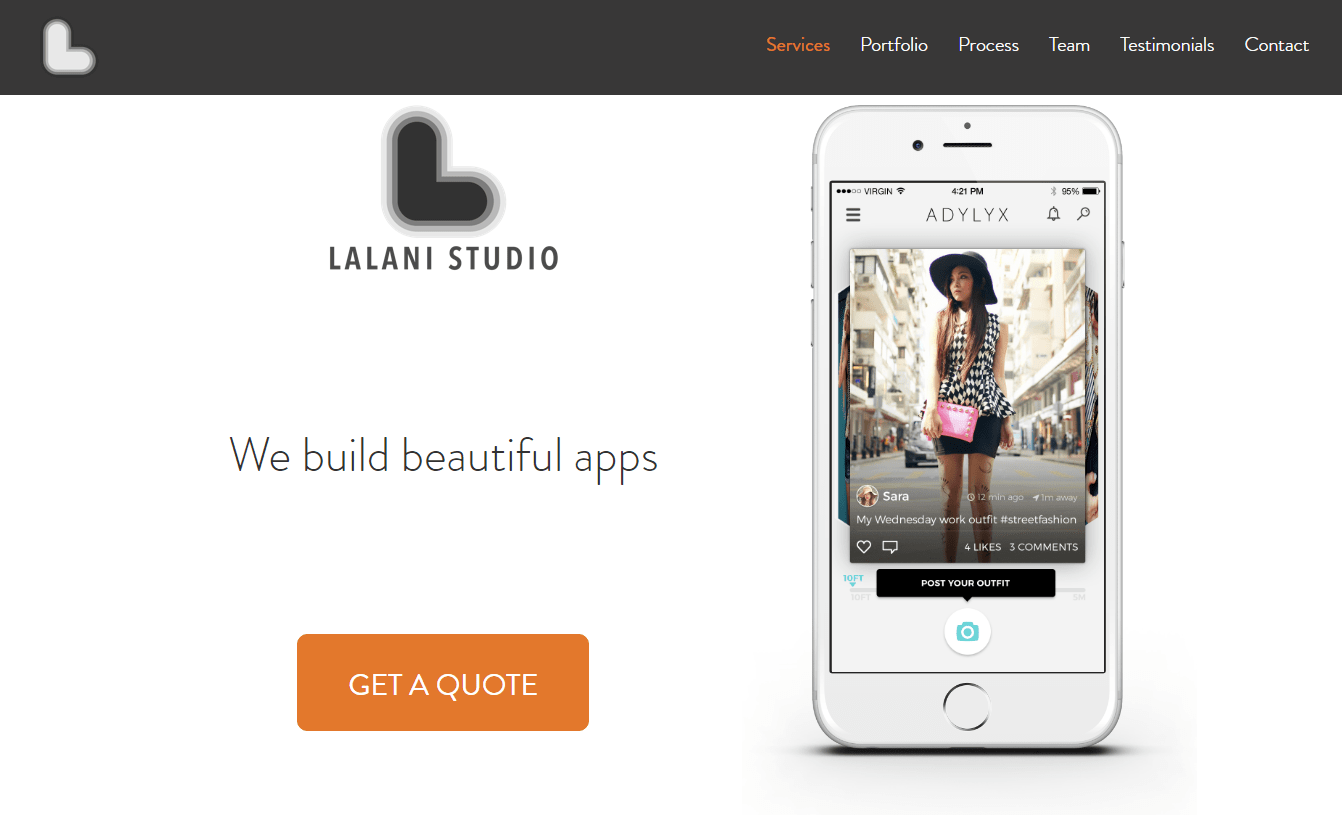 Services Portfolio Process Team Testimonials Contact
LALANI STUDIO
We build beautiful apps
GET A QUOTE
VIRGIN 4:21 PM 95%
ADYLYX
Sara 12 min ago 1m away
My Wednesday work outfit #streetfashion
4 LIKES 3 COMMENTS
10FT
POST YOUR OUTFIT
10FT 5M